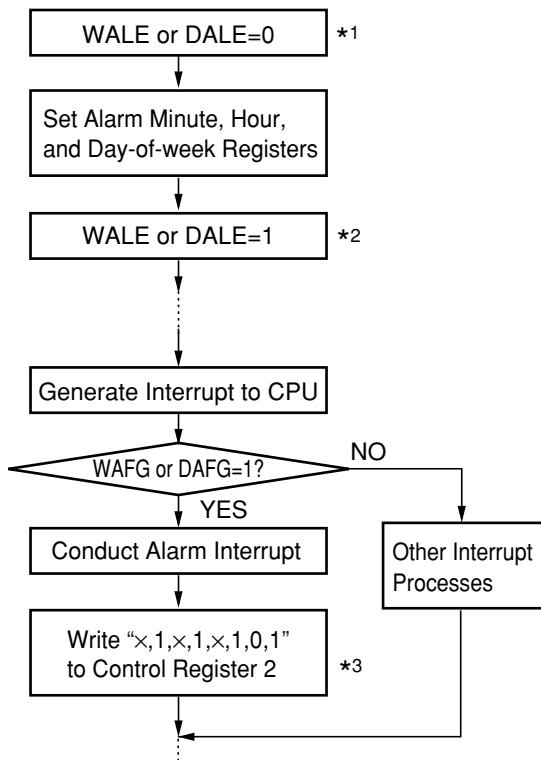 WALE or DALE=0
*1
Set Alarm Minute, Hour,
and Day-of-week Registers
WALE or DALE=1
*2
Generate Interrupt to CPU
WAFG or DAFG=1?
NO
YES
Conduct Alarm Interrupt
Other Interrupt
Processes
Write “×,1,×,1,×,1,0,1”
to Control Register 2
*3